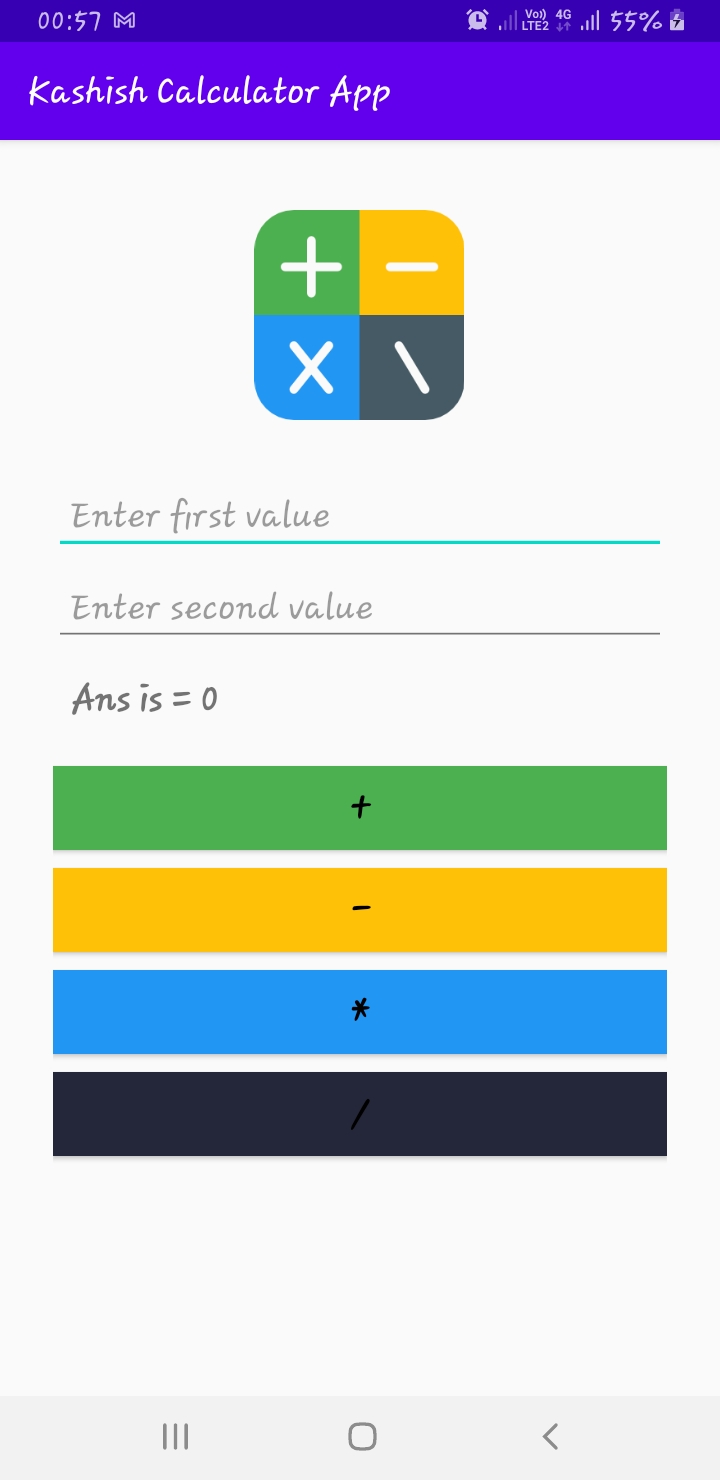 00:57 Vo)) LTE2 4G 55%
Kashish Calculator App
+ -
x \
Enter first value
Enter second value
Ans is = 0
+
-
*
/